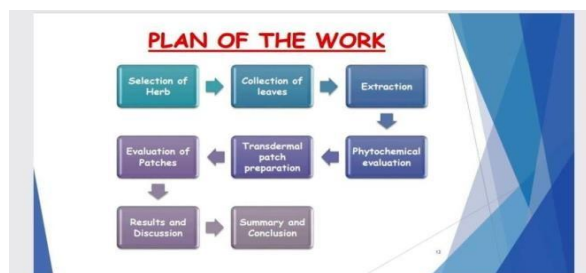 PLAN OF THE WORK
Selection of
Herb
Collection of
leaves
Extraction
Phytochemical
evaluation
Transdermal
patch
preparation
Evaluation of
Patches
Results and
Discussion
Summary and
Conclusion
12